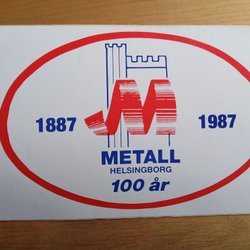 M
1887 1987
METALL
HELSINGBORG
100 år